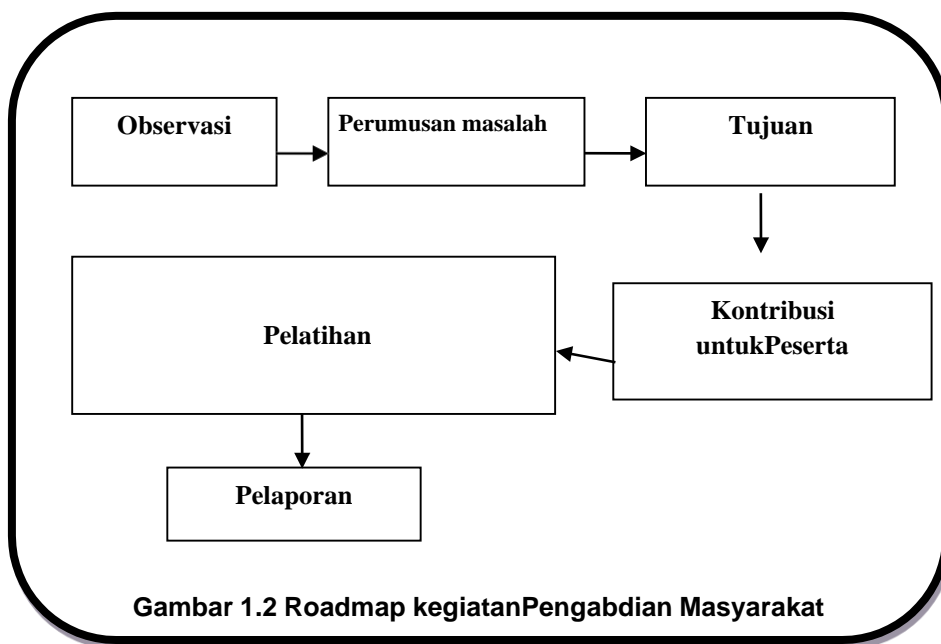 Observasi
Perumusan masalah
Tujuan
Kontribusi
untukPeserta
Pelatihan
Pelaporan
Gambar 1.2 Roadmap kegiatanPengabdian Masyarakat